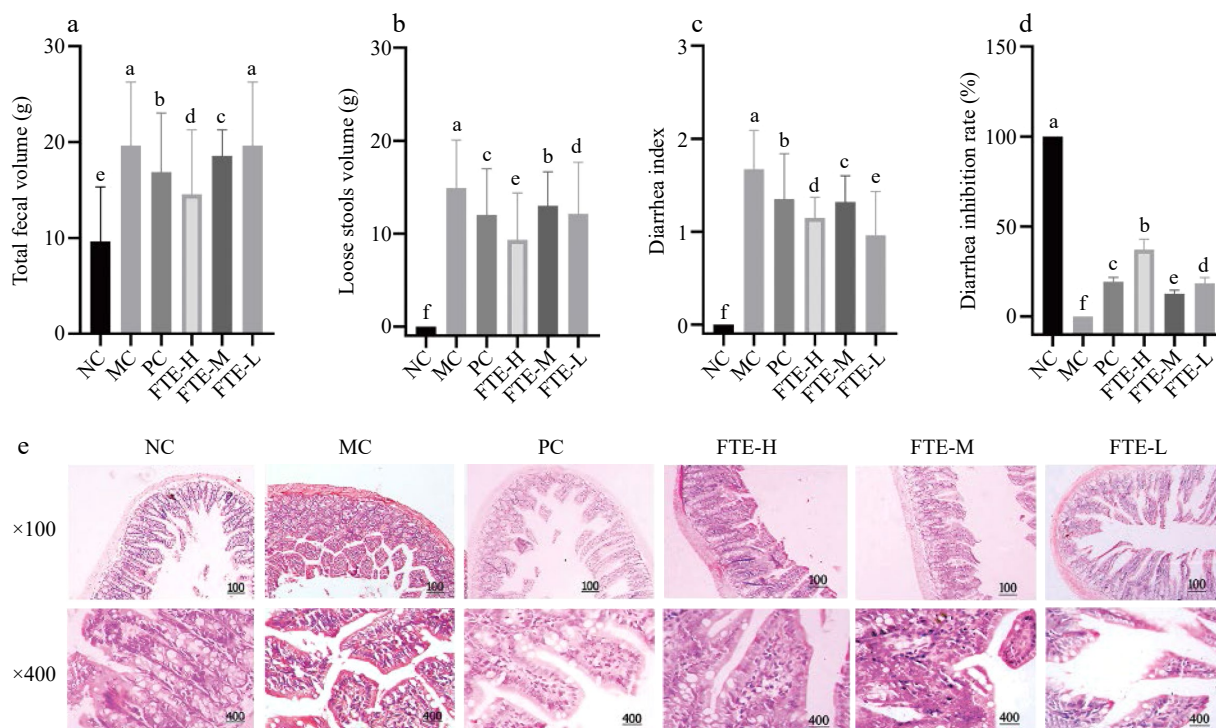 a
Total fecal volume (g)
30
20
10
0
e
a
b
d
c
a
NC
MC
PC
FTE-H
FTE-M
FTE-L
b
Loose stools volume (g)
30
20
10
0
f
a
c
e
b
d
NC
MC
PC
FTE-H
FTE-M
FTE-L
c
Diarrhea index
3
2
1
0
f
a
b
d
c
e
NC
MC
PC
FTE-H
FTE-M
FTE-L
d
Diarrhea inhibition rate (%)
150
100
50
0
a
f
c
b
e
d
NC
MC
PC
FTE-H
FTE-M
FTE-L
e
NC MC PC FTE-H FTE-M FTE-L
×100
100 100 100 100 100 100
×400
400 400 400 400 400 400